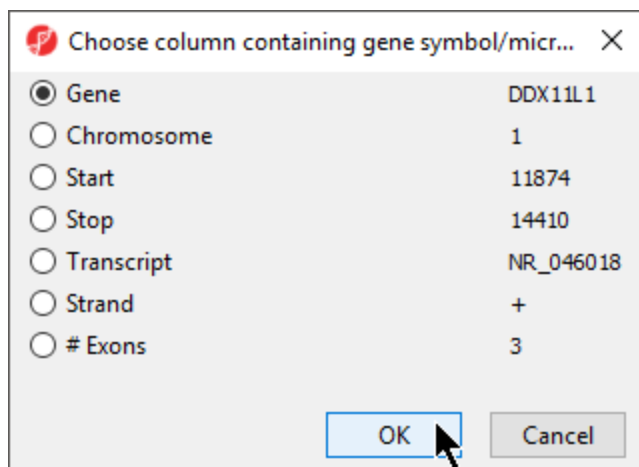 Choose column containing gene symbol/micr...
Gene DDX11L1
Chromosome 1
Start 11874
Stop 14410
Transcript NR_046018
Strand +
# Exons 3
OK Cancel